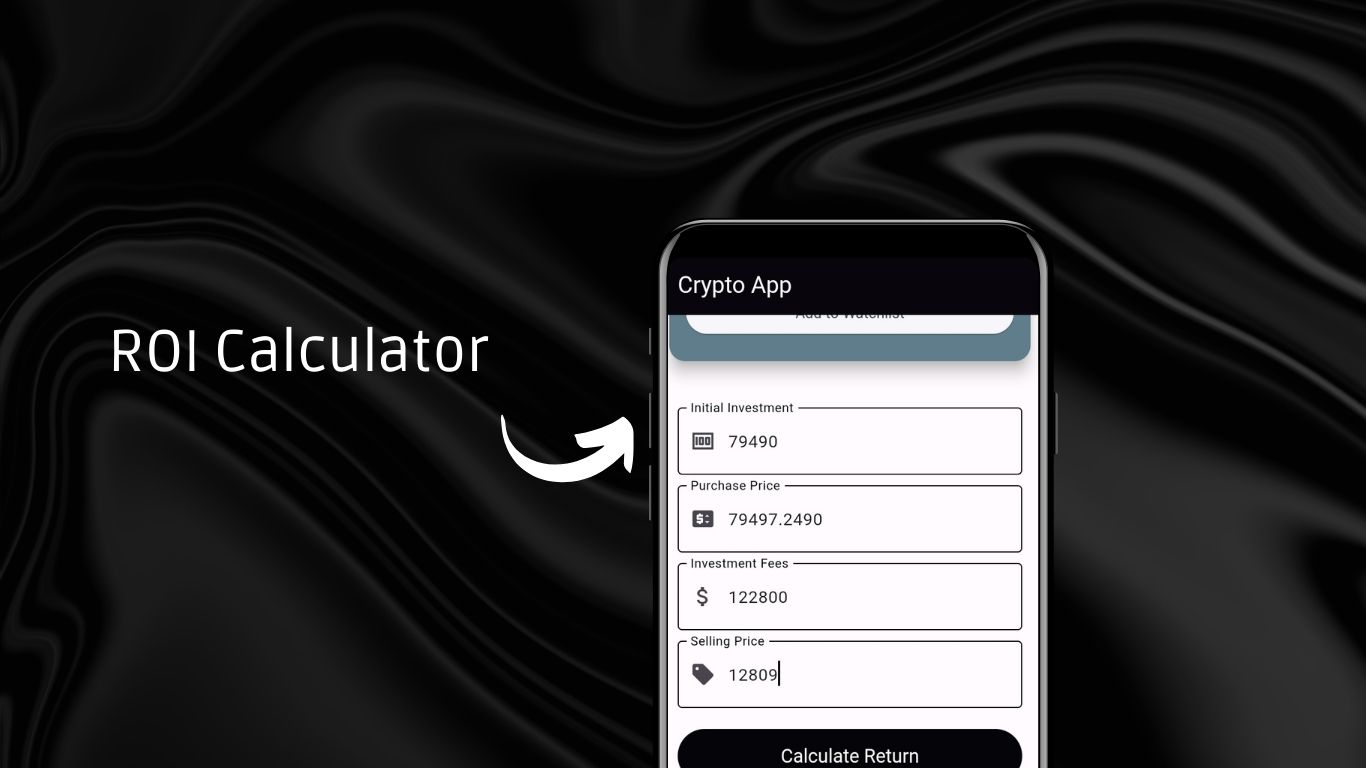 ROI Calculator
Crypto App
Add to Watchlist
Initial Investment
100
79490
Purchase Price
$
79497.2490
Investment Fees
$
122800
Selling Price
12809
Calculate Return